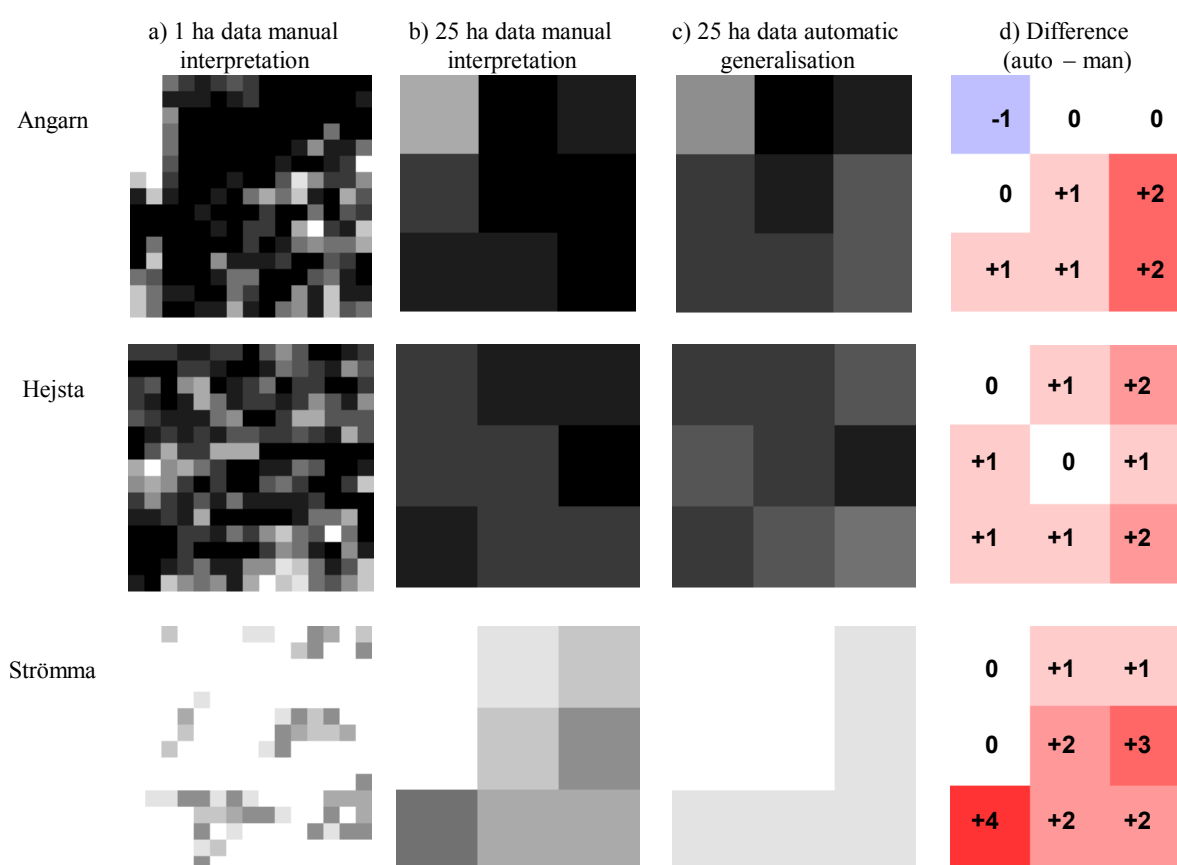 a) 1 ha data manual
interpretation
b) 25 ha data manual
interpretation
c) 25 ha data automatic
generalisation
d) Difference
(auto – man)
Angarn
-1 0 0
0 +1 +2
+1 +1 +2
Hejsta
0 +1 +2
+1 0 +1
+1 +1 +2
Strömma
0 +1 +1
0 +2 +3
+4 +2 +2